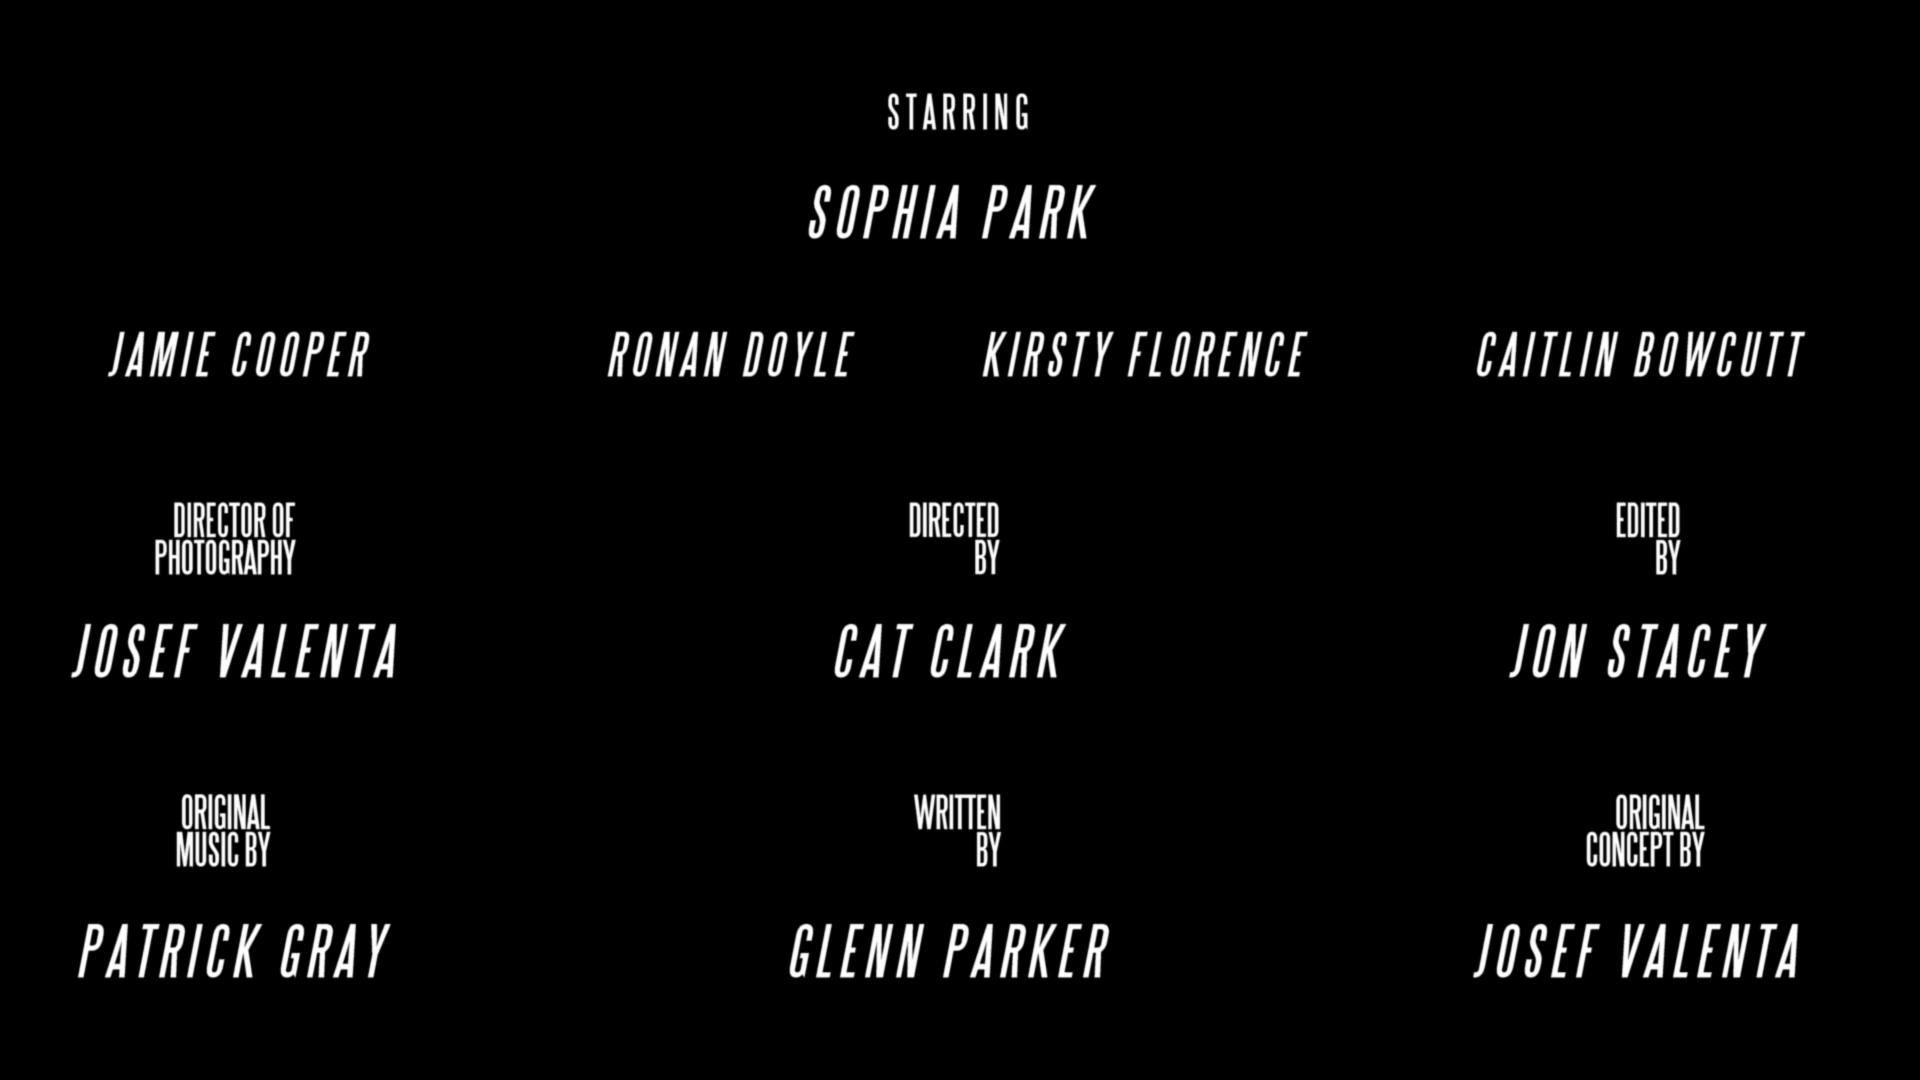 STARRING
SOPHIA PARK
JAMIE COOPER
RONAN DOYLE
KIRSTY FLORENCE
CAITLIN BOWCUTT
DIRECTOR OF
PHOTOGRAPHY
JOSEF VALENTA
DIRECTED
BY
CAT CLARK
EDITED
BY
JON STACEY
ORIGINAL
MUSIC BY
PATRICK GRAY
WRITTEN
BY
GLENN PARKER
ORIGINAL
CONCEPT BY
JOSEF VALENTA